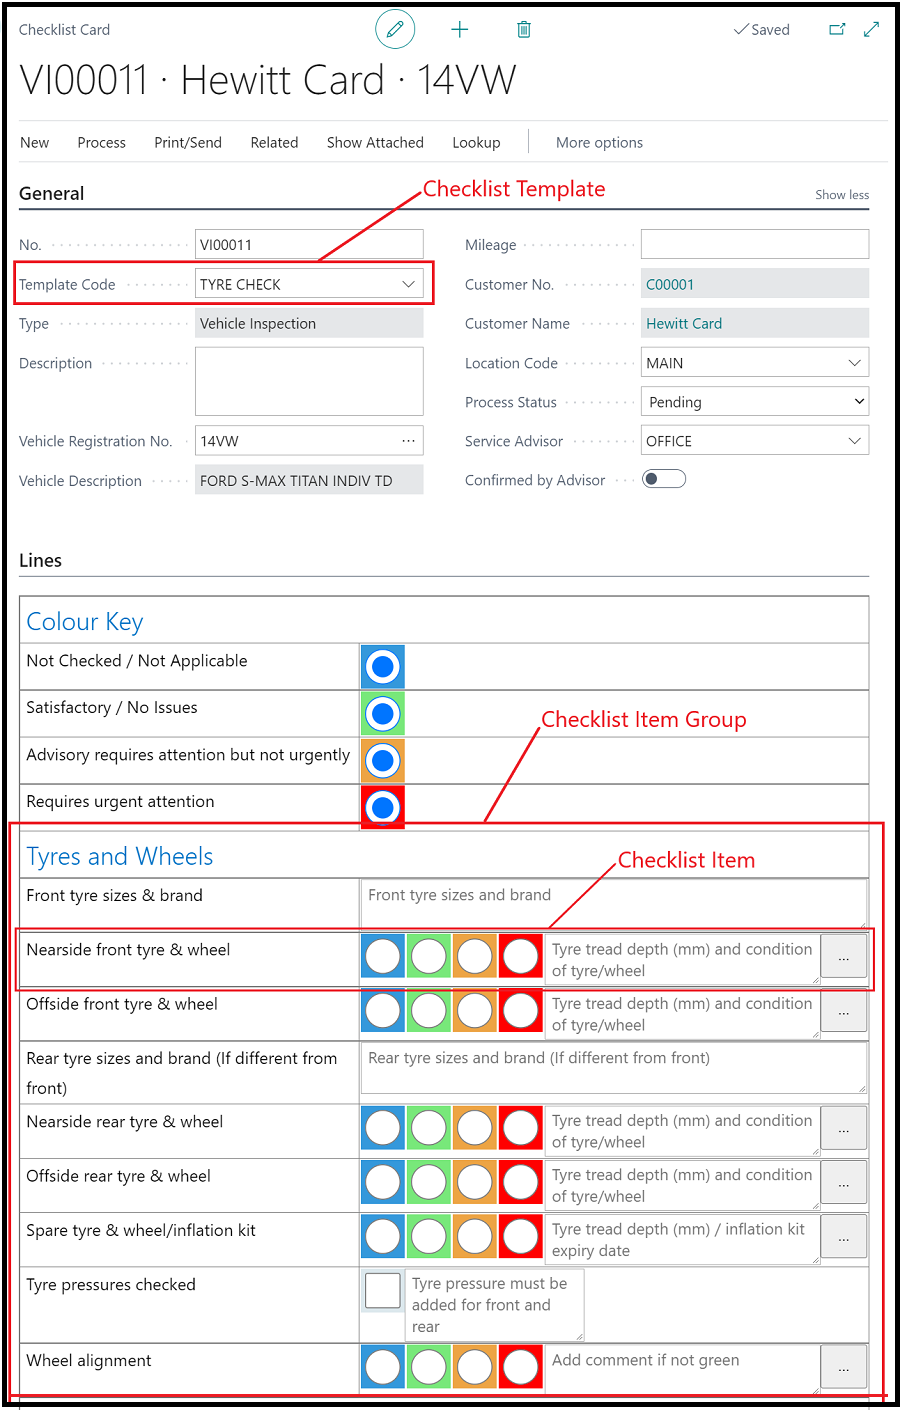 Checklist Card
Saved
VI00011 · Hewitt Card · 14VW
New Process Print/Send Related Show Attached Lookup More options
General
Checklist Template
Show less
No. VI00011
Template Code TYRE CHECK
Type Vehicle Inspection
Description
Vehicle Registration No. 14VW ...
Vehicle Description FORD S-MAX TITAN INDIV TD
Mileage
Customer No. C00001
Customer Name Hewitt Card
Location Code MAIN
Process Status Pending
Service Advisor OFFICE
Confirmed by Advisor
Lines
Colour Key
Not Checked / Not Applicable
Satisfactory / No Issues
Checklist Item Group
Advisory requires attention but not urgently
Requires urgent attention
Tyres and Wheels
Checklist Item
Front tyre sizes & brand Front tyre sizes and brand
Nearside front tyre & wheel Tyre tread depth (mm) and condition
of tyre/wheel ...
Offside front tyre & wheel Tyre tread depth (mm) and condition
of tyre/wheel ...
Rear tyre sizes and brand (If different from Rear tyre sizes and brand (If different from front)
front)
Nearside rear tyre & wheel Tyre tread depth (mm) and condition
of tyre/wheel ...
Offside rear tyre & wheel Tyre tread depth (mm) and condition
of tyre/wheel ...
Spare tyre & wheel/inflation kit Tyre tread depth (mm) / inflation kit
expiry date ...
Tyre pressures checked Tyre pressure must be
added for front and
rear
Wheel alignment Add comment if not green ...